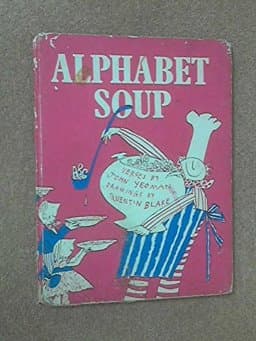 ALPHABET
SOUP
ABC
VERSES BY
JOHN YEOMAN
DRAWINGS BY
QUENTIN BLAKE